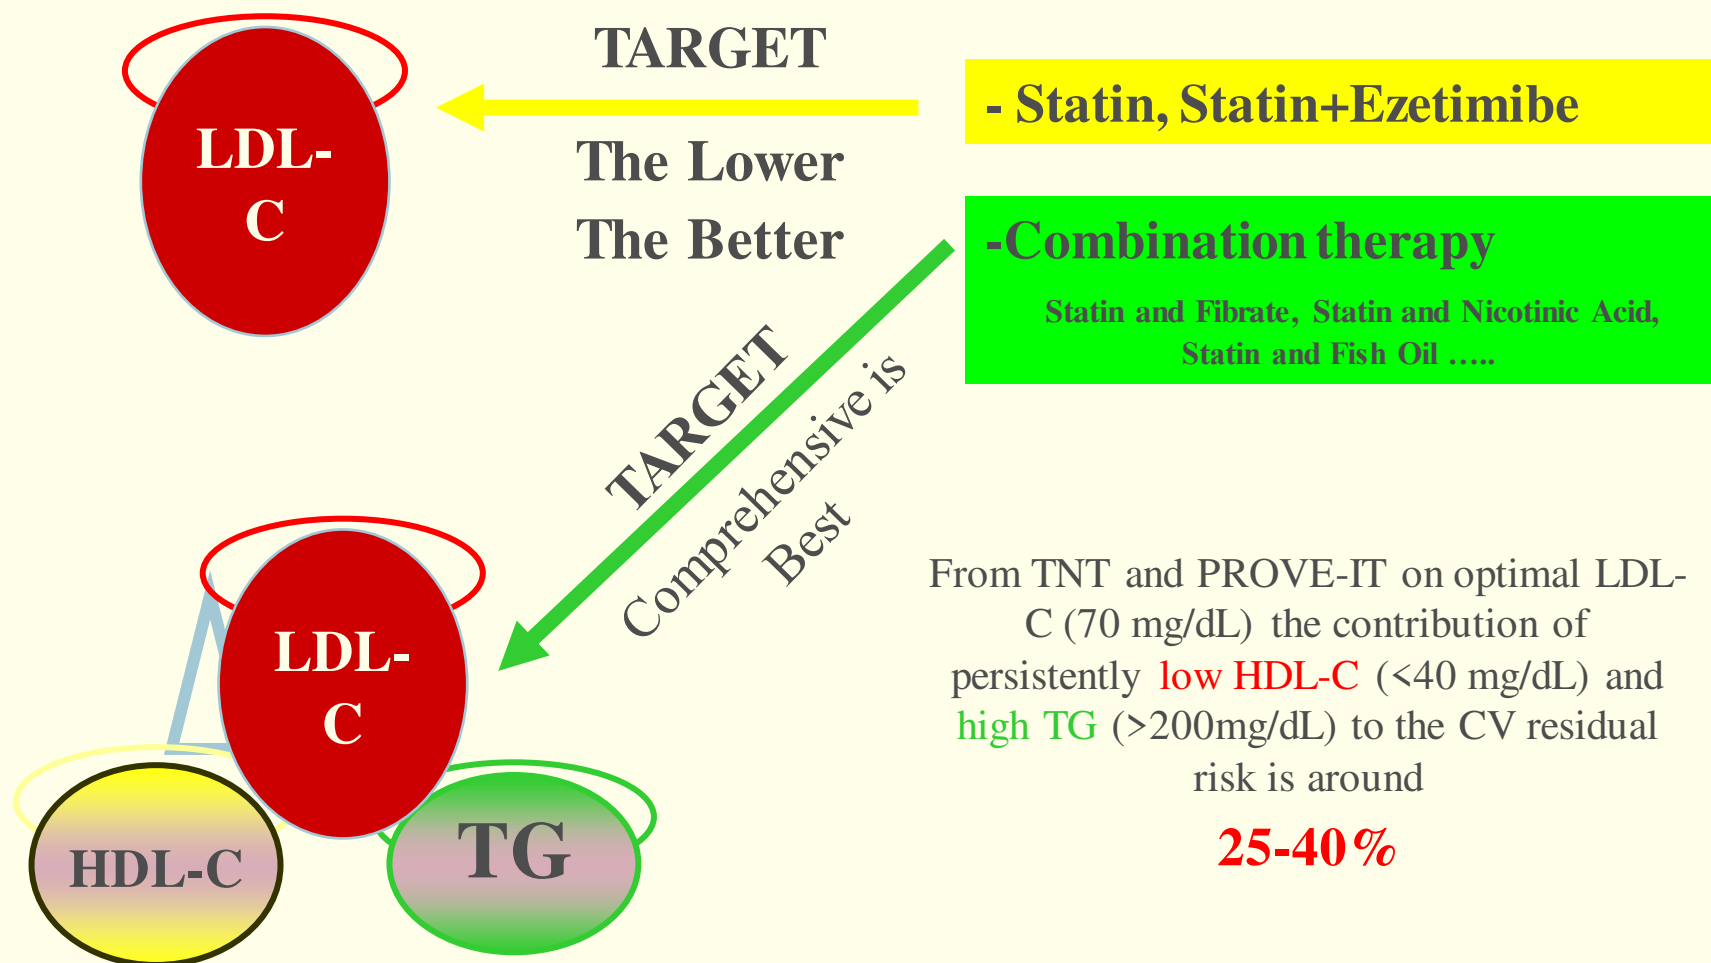 LDL-
C
TARGET
The Lower
The Better
- Statin, Statin+Ezetimibe
-Combination therapy
Statin and Fibrate, Statin and Nicotinic Acid,
Statin and Fish Oil …..
TARGET
Comprehensive is
Best
LDL-
C
HDL-C
TG
From TNT and PROVE-IT on optimal LDL-
C (70 mg/dL) the contribution of
persistently low HDL-C (<40 mg/dL) and
high TG (>200mg/dL) to the CV residual
risk is around
25-40%